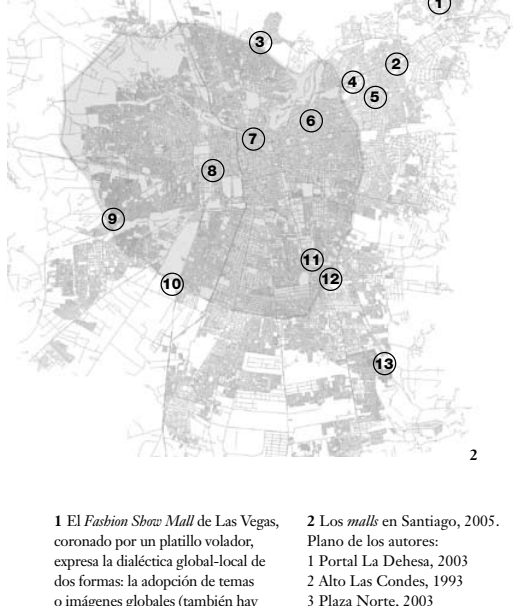 1
3
2
4
5
6
7
8
9
11
10
12
13
2
1 El Fashion Show Mall de Las Vegas,
coronado por un platillo volador,
expresa la dialéctica global-local de
dos formas: la adopción de temas
o imágenes globales (también hay
2 Los malls en Santiago, 2005.
Plano de los autores:
1 Portal La Dehesa, 2003
2 Alto Las Condes, 1993
3 Plaza Norte, 2003